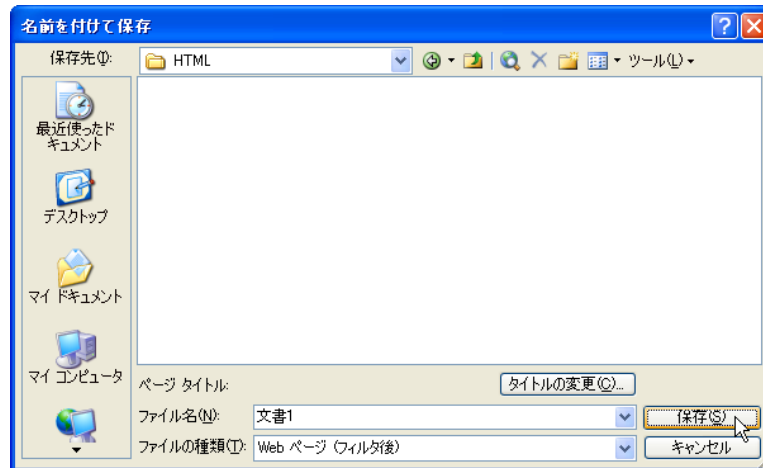 名前を付けて保存
保存先(I):
HTML
ツール(L)
最近使ったド
キュメント
デスクトップ
マイ ドキュメント
マイ コンピュータ
ページ タイトル:
タイトルの変更(C)...
ファイル名(N):
文書1
保存(S)
ファイルの種類(T):
Web ページ (フィルタ後)
キャンセル